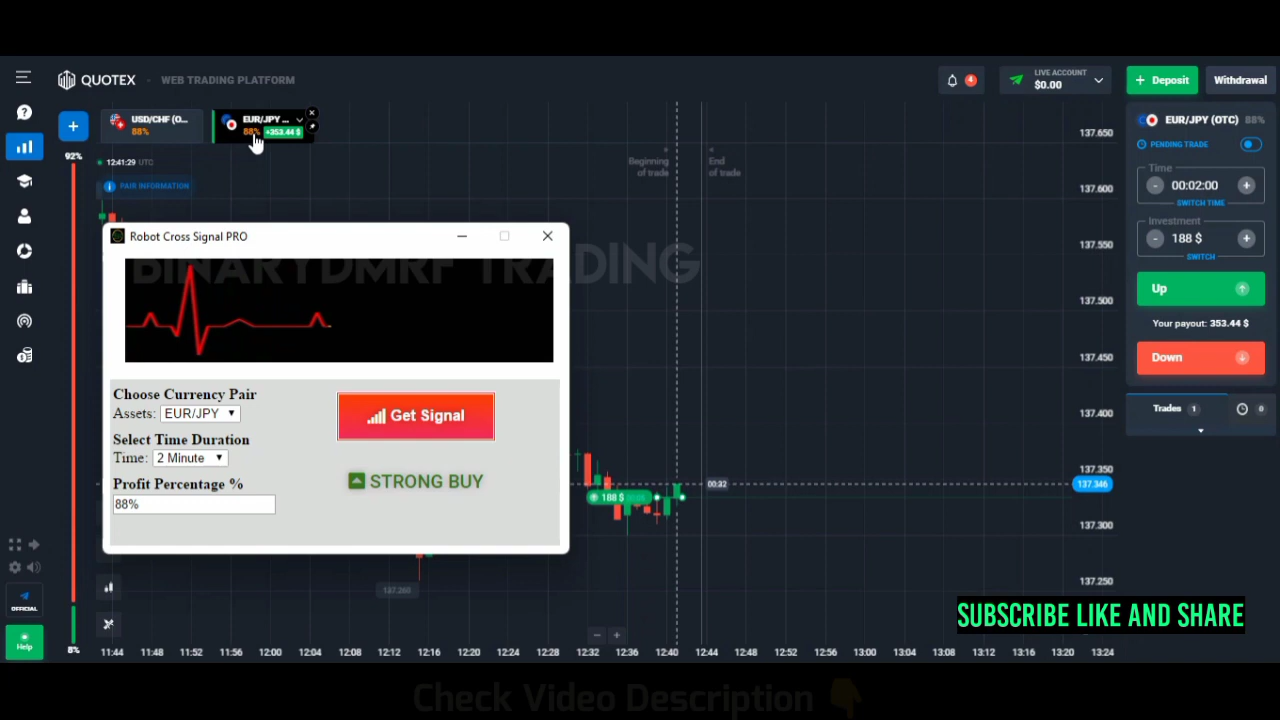 QUOTEX
WEB TRADING PLATFORM
4
LIVE ACCOUNT
$0.00
+ Deposit
Withdrawal
USD/CHF (O...
88%
EUR/JPY ...
88%
+353.44 $
92%
12:41:29 UTC
PAIR INFORMATION
Beginning
of trade
End
of trade
137.650
137.600
137.550
137.500
137.450
137.400
137.350
137.346
137.300
137.250
EUR/JPY (OTC) 88%
PENDING TRADE
Time
- 00:02:00 +
SWITCH TIME
Investment
- 188 $ +
SWITCH
Up
Your payout: 353.44 $
Down
Trades 1
0
Robot Cross Signal PRO
BINARYDMRF TRADING
Choose Currency Pair
Assets: EUR/JPY
Get Signal
Select Time Duration
Time: 2 Minute
STRONG BUY
Profit Percentage %
88%
188 $
00:32
137.260
OFFICIAL
Help
8%
SUBSCRIBE LIKE AND SHARE
11:44 11:48 11:52 11:56 12:00 12:04 12:08 12:12 12:16 12:20 12:24 12:28 12:32 12:36 12:40 12:44 12:48 12:52 12:56 13:00 13:04 13:08 13:12 13:16 13:20 13:24
Check Video Description 👇